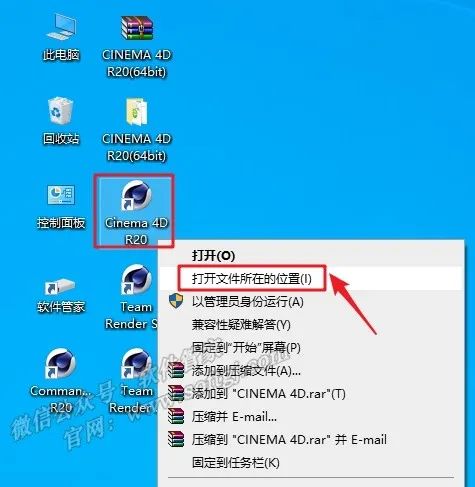 此电脑
CINEMA 4D
R20(64bit)
回收站
CINEMA 4D
R20(64bit)
控制面板
Cinema 4D
R20
软件管家
Team
Render S
Comman...
R20
Team
Render
打开(O)
打开文件所在的位置(I)
以管理员身份运行(A)
兼容性疑难解答(Y)
固定到"开始"屏幕(P)
添加到压缩文件(A)...
添加到 "CINEMA 4D.rar"(T)
压缩并 E-mail...
压缩到 "CINEMA 4D.rar" 并 E-mail
固定到任务栏(K)
微信公众号：软件管家